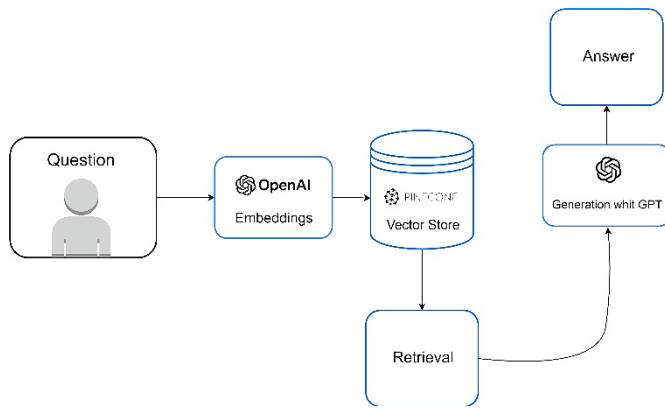 Question
OpenAI
Embeddings
PINECONE
Vector Store
Retrieval
Generation whit GPT
Answer